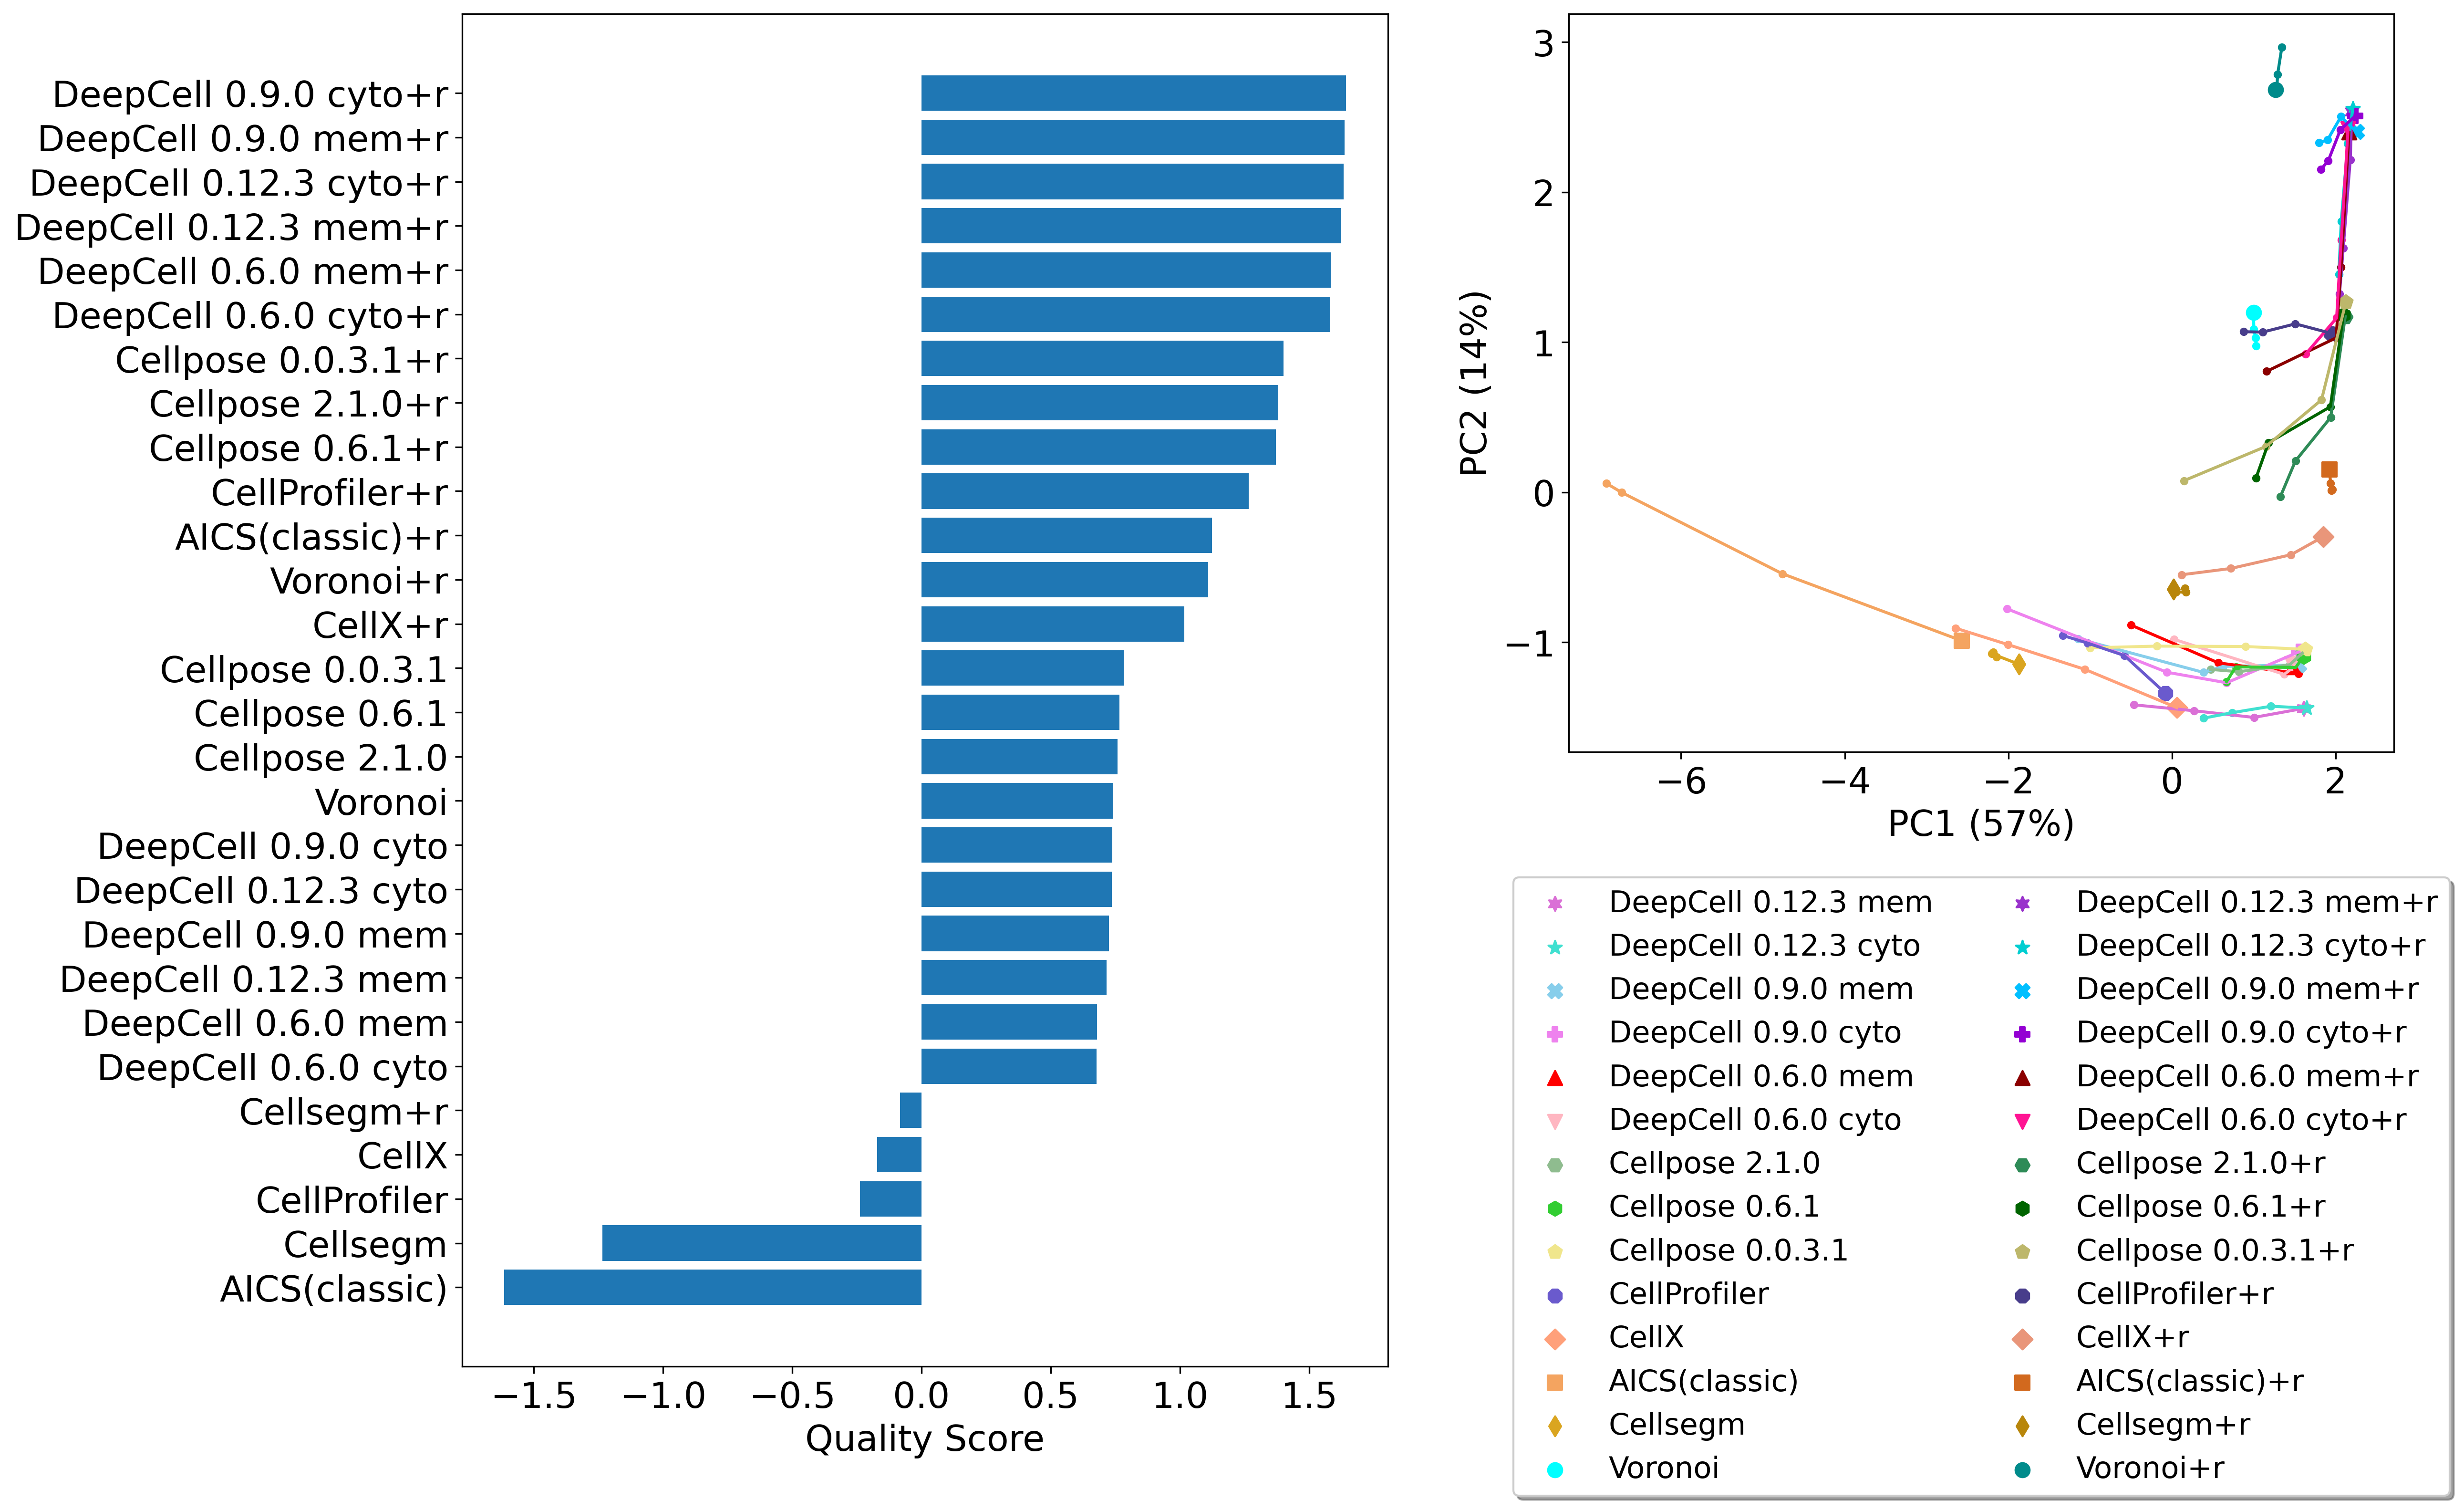 DeepCell 0.9.0 cyto+r
DeepCell 0.9.0 mem+r
DeepCell 0.12.3 cyto+r
DeepCell 0.12.3 mem+r
DeepCell 0.6.0 mem+r
DeepCell 0.6.0 cyto+r
Cellpose 0.0.3.1+r
Cellpose 2.1.0+r
Cellpose 0.6.1+r
CellProfiler+r
AICS(classic)+r
Voronoi+r
CellX+r
Cellpose 0.0.3.1
Cellpose 0.6.1
Cellpose 2.1.0
Voronoi
DeepCell 0.9.0 cyto
DeepCell 0.12.3 cyto
DeepCell 0.9.0 mem
DeepCell 0.12.3 mem
DeepCell 0.6.0 mem
DeepCell 0.6.0 cyto
Cellsegm+r
CellX
CellProfiler
Cellsegm
AICS(classic)
−1.5 −1.0 −0.5 0.0 0.5 1.0 1.5
Quality Score
3
2
1
0
−1
PC2 (14%)
−6 −4 −2 0 2
PC1 (57%)
DeepCell 0.12.3 mem
DeepCell 0.12.3 cyto
DeepCell 0.9.0 mem
DeepCell 0.9.0 cyto
DeepCell 0.6.0 mem
DeepCell 0.6.0 cyto
Cellpose 2.1.0
Cellpose 0.6.1
Cellpose 0.0.3.1
CellProfiler
CellX
AICS(classic)
Cellsegm
Voronoi
DeepCell 0.12.3 mem+r
DeepCell 0.12.3 cyto+r
DeepCell 0.9.0 mem+r
DeepCell 0.9.0 cyto+r
DeepCell 0.6.0 mem+r
DeepCell 0.6.0 cyto+r
Cellpose 2.1.0+r
Cellpose 0.6.1+r
Cellpose 0.0.3.1+r
CellProfiler+r
CellX+r
AICS(classic)+r
Cellsegm+r
Voronoi+r